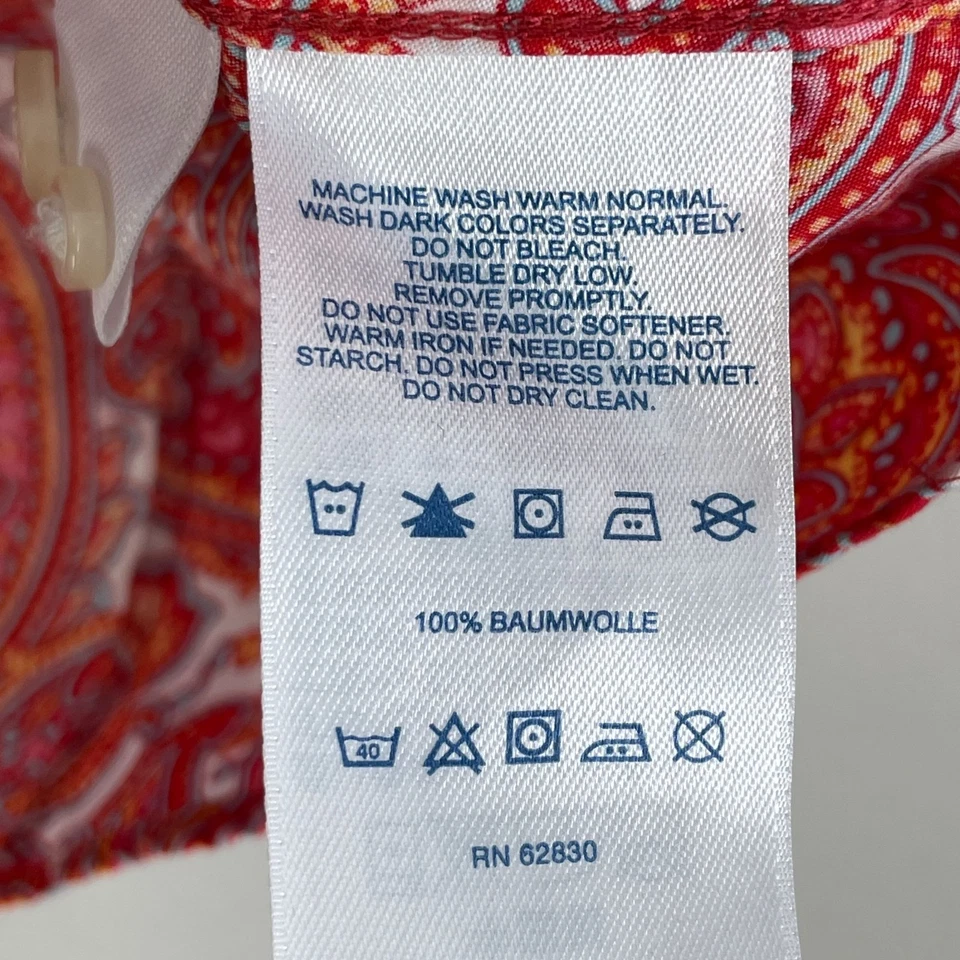 MACHINE WASH WARM NORMAL.
WASH DARK COLORS SEPARATELY.
DO NOT BLEACH.
TUMBLE DRY LOW.
REMOVE PROMPTLY.
DO NOT USE FABRIC SOFTENER.
WARM IRON IF NEEDED. DO NOT
STARCH. DO NOT PRESS WHEN WET.
DO NOT DRY CLEAN.
100% BAUMWOLLE
40
RN 62830